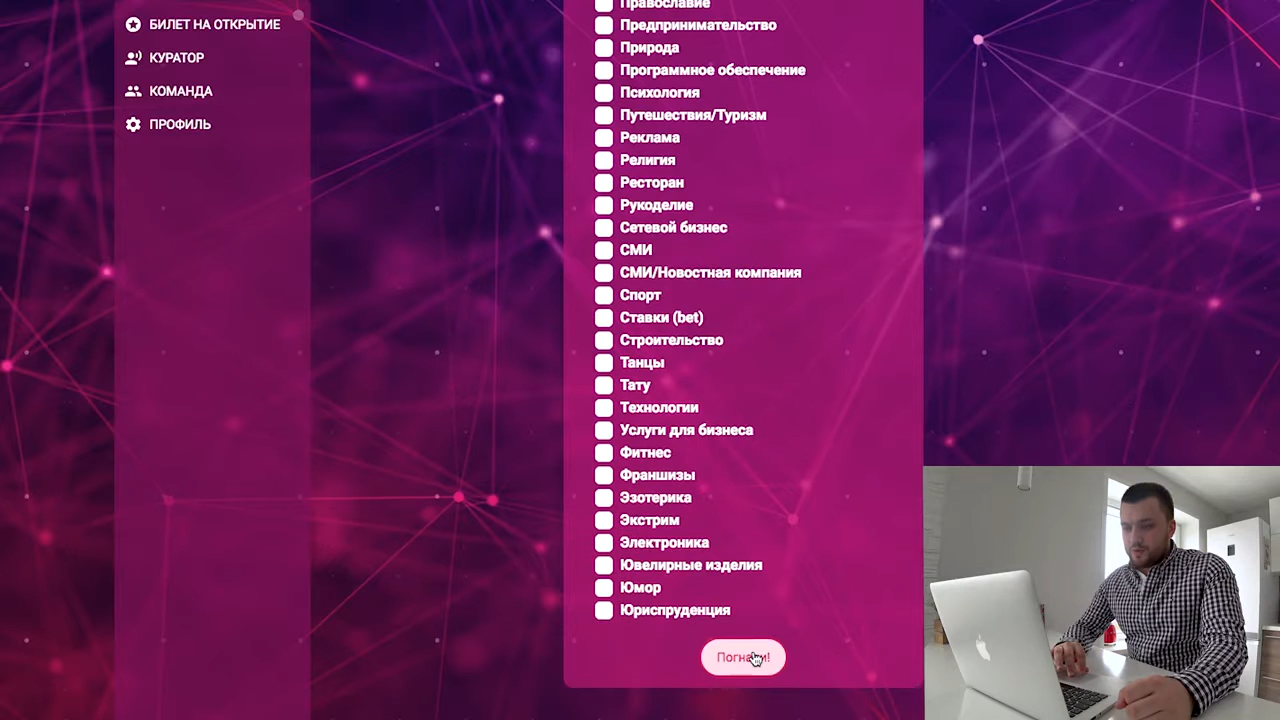 БИЛЕТ НА ОТКРЫТИЕ
КУРАТОР
КОМАНДА
ПРОФИЛЬ
Православие
Предпринимательство
Природа
Программное обеспечение
Психология
Путешествия/Туризм
Реклама
Религия
Ресторан
Рукоделие
Сетевой бизнес
СМИ
СМИ/Новостная компания
Спорт
Ставки (bet)
Строительство
Танцы
Тату
Технологии
Услуги для бизнеса
Фитнес
Франшизы
Эзотерика
Экстрим
Электроника
Ювелирные изделия
Юмор
Юриспруденция